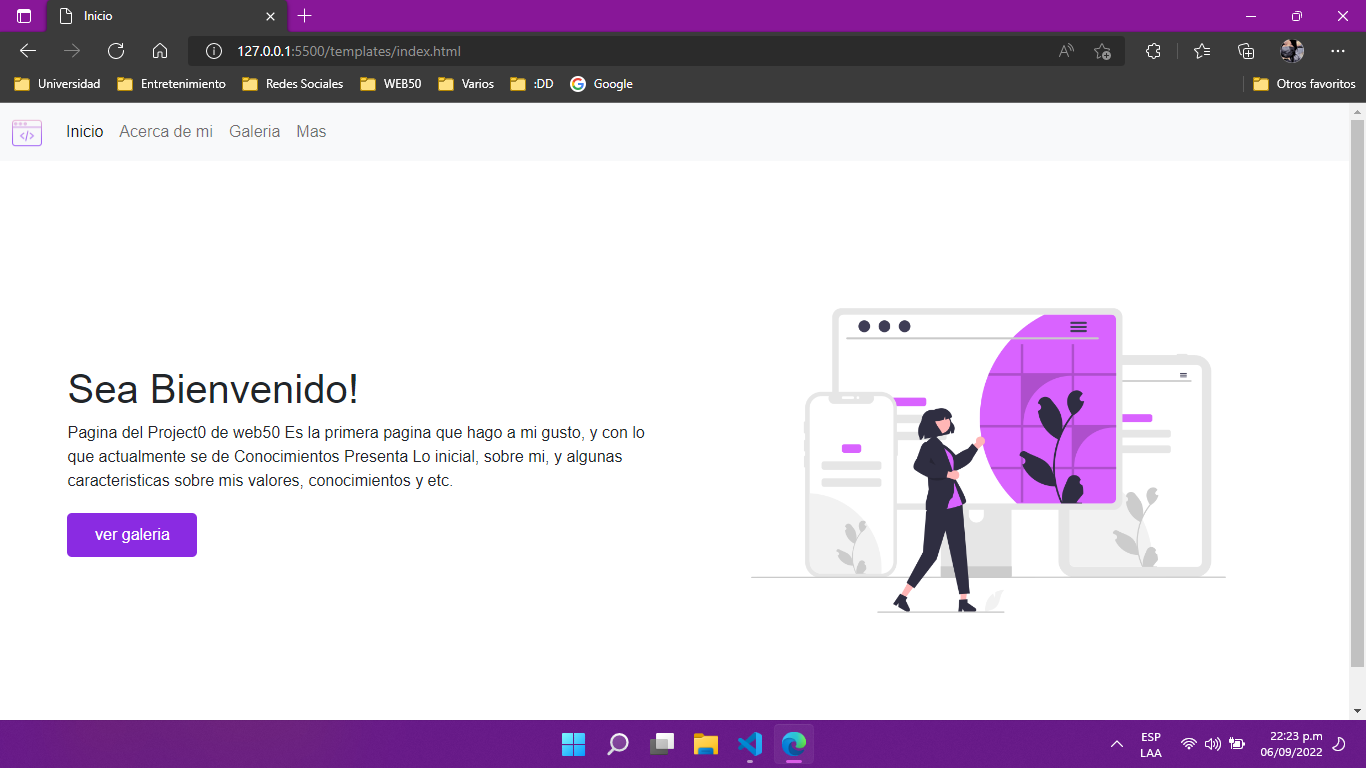 Inicio
127.0.0.1:5500/templates/index.html
Universidad
Entretenimiento
Redes Sociales
WEB50
Varios
:DD
Google
Otros favoritos
</>
Inicio
Acerca de mi
Galeria
Mas
Sea Bienvenido!
Pagina del Project0 de web50 Es la primera pagina que hago a mi gusto, y con lo
que actualmente se de Conocimientos Presenta Lo inicial, sobre mi, y algunas
caracteristicas sobre mis valores, conocimientos y etc.
ver galeria
ESP
LAA
22:23 p.m
06/09/2022